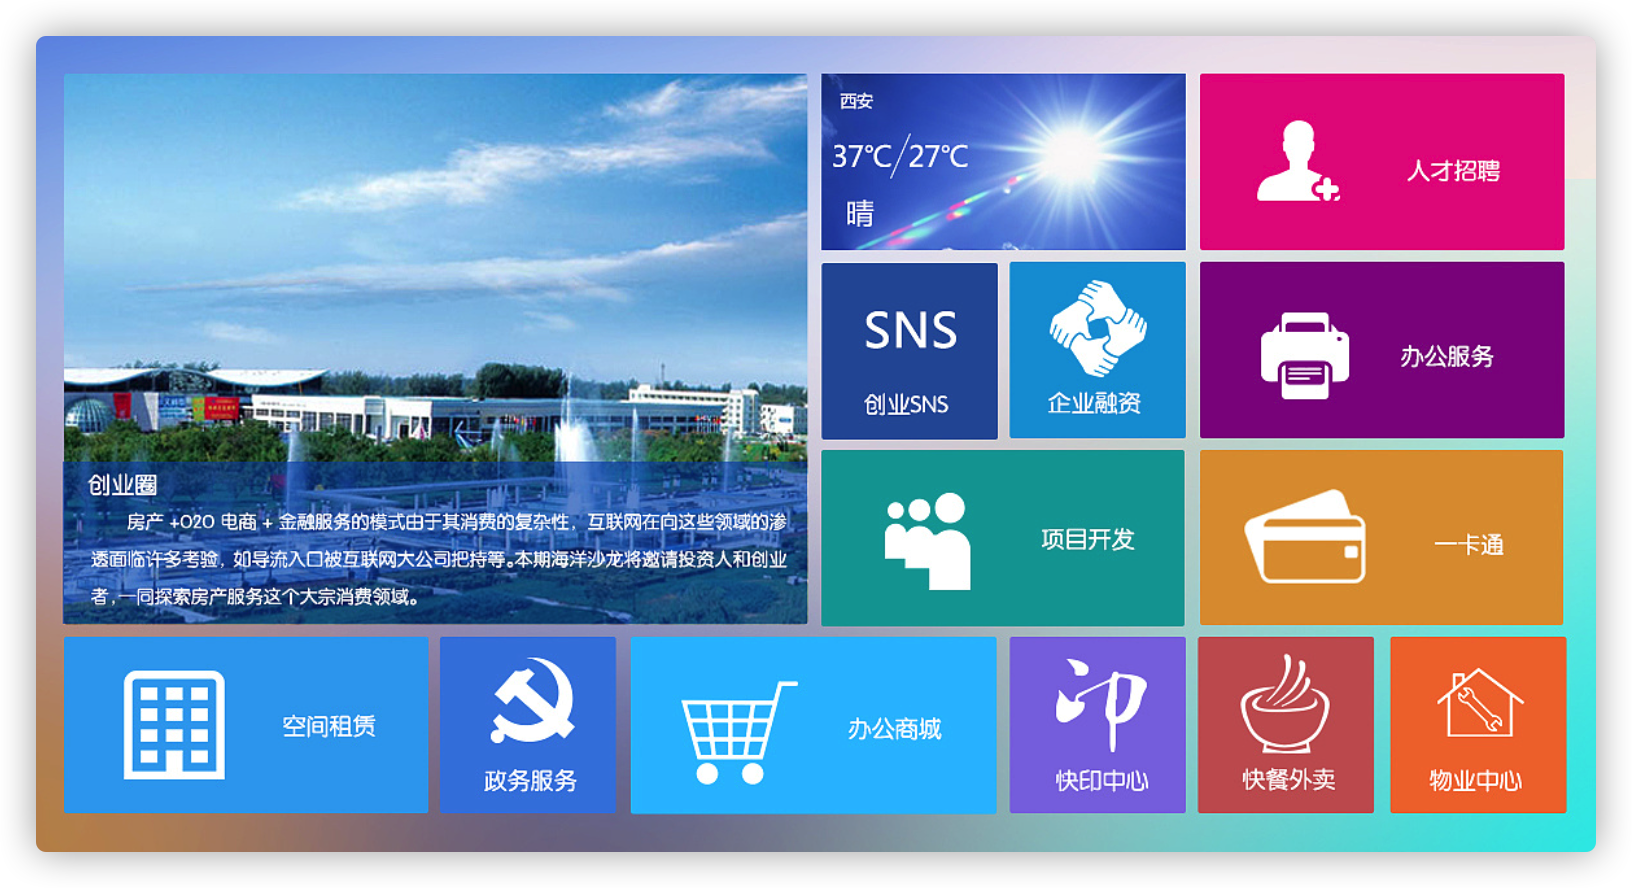 西安
37℃/27℃
晴
人才招聘
SNS
创业SNS
企业融资
办公服务
创业圈
房产 +O2O 电商 + 金融服务的模式由于其消费的复杂性，互联网在向这些领域的渗
透面临许多考验，如导流入口被互联网大公司把持等。本期海洋沙龙将邀请投资人和创业
者，一同探索房产服务这个大宗消费领域。
项目开发
一卡通
空间租赁
政务服务
办公商城
印
快印中心
快餐外卖
物业中心